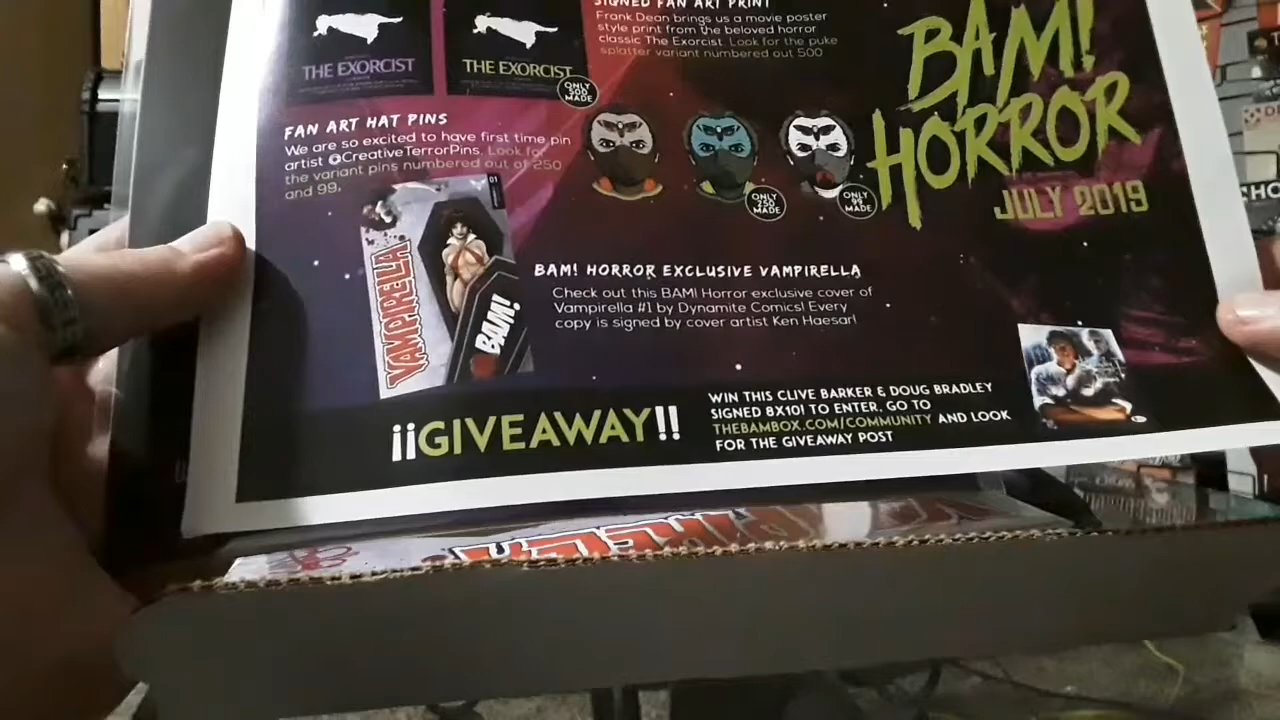 SIGNED FAN ART PRINT
Frank Dean brings us a movie poster
style print from the beloved horror
classic The Exorcist. Look for the puke
splatter variant numbered out 500
THE EXORCIST
THE EXORCIST
ONLY
500
MADE
BAM!
HORROR
JULY 2019
FAN ART HAT PINS
We are so excited to have first time pin
artist @CreativeTerrorPins. Look for
the variant pins numbered out of 250
and 99.
ONLY
250
MADE
ONLY
99
MADE
01
VAMPIRELLA
BAM!
BAM! HORROR EXCLUSIVE VAMPIRELLA
Check out this BAM! Horror exclusive cover of
Vampirella #1 by Dynamite Comics! Every
copy is signed by cover artist Ken Haesar!
¡¡GIVEAWAY!!
WIN THIS CLIVE BARKER & DOUG BRADLEY
SIGNED 8X10! TO ENTER, GO TO
THEBAMBOX.COM/COMMUNITY AND LOOK
FOR THE GIVEAWAY POST